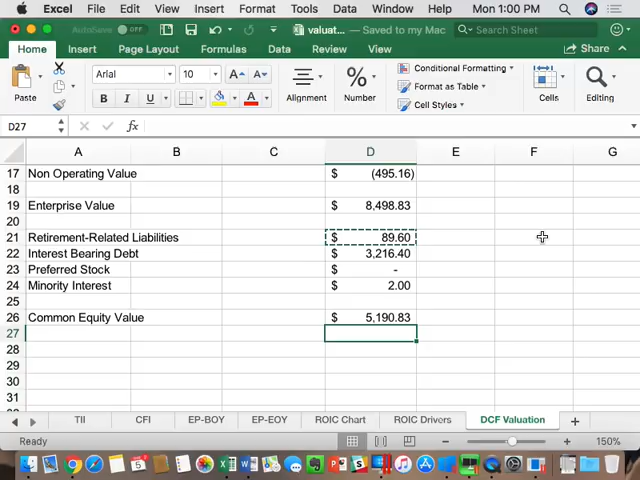 Excel File Edit View Insert Format Tools Data Window Help Mon 1:00 PM
AutoSave OFF valuat... — Saved to my Mac Search Sheet
Home Insert Page Layout Formulas Data Review View Share
Paste Arial 10 A A Alignment % Number Conditional Formatting Format as Table Cell Styles Cells Editing
B I U A
D27 fx
A B C D E F G
17 Non Operating Value $ (495.16)
18
19 Enterprise Value $ 8,498.83
20
21 Retirement-Related Liabilities $ 89.60
22 Interest Bearing Debt $ 3,216.40
23 Preferred Stock $ -
24 Minority Interest $ 2.00
25
26 Common Equity Value $ 5,190.83
27
28
29
30
31
TII CFI EP-BOY EP-EOY ROIC Chart ROIC Drivers DCF Valuation +
Ready 150%